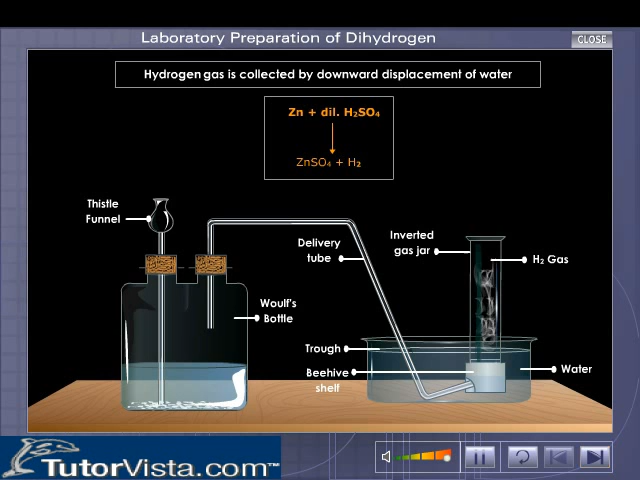 Laboratory Preparation of Dihydrogen
CLOSE
Hydrogen gas is collected by downward displacement of water
Zn + dil. H₂SO₄
ZnSO₄ + H₂
Thistle
Funnel
Delivery
tube
Inverted
gas jar
H₂ Gas
Woulf's
Bottle
Trough
Beehive
shelf
Water
TutorVista.com™